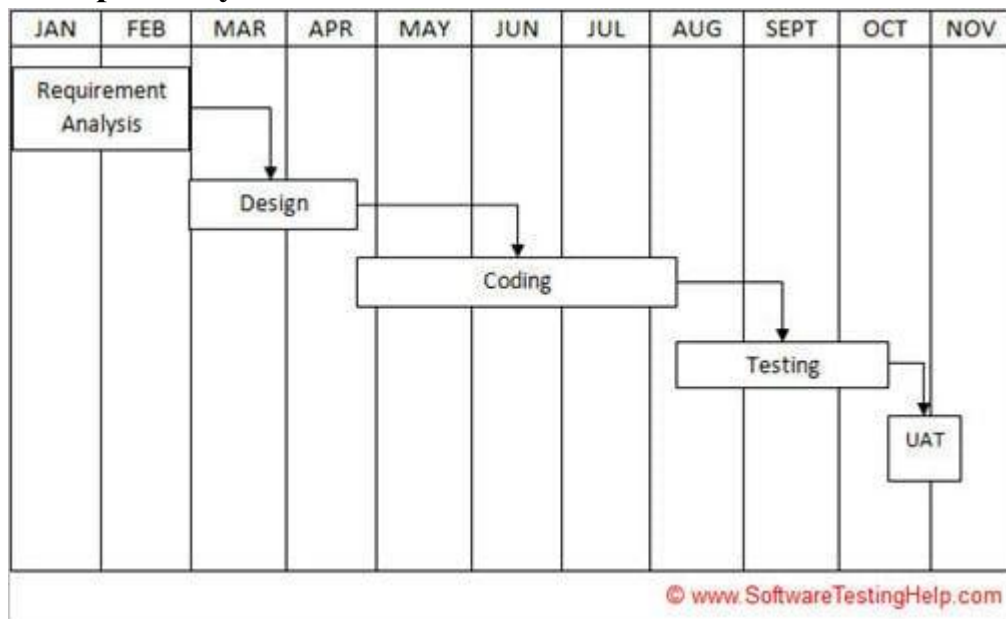 JAN FEB MAR APR MAY JUN JUL AUG SEPT OCT NOV
Requirement
Analysis
Design
Coding
Testing
UAT
© www.SoftwareTestingHelp.com